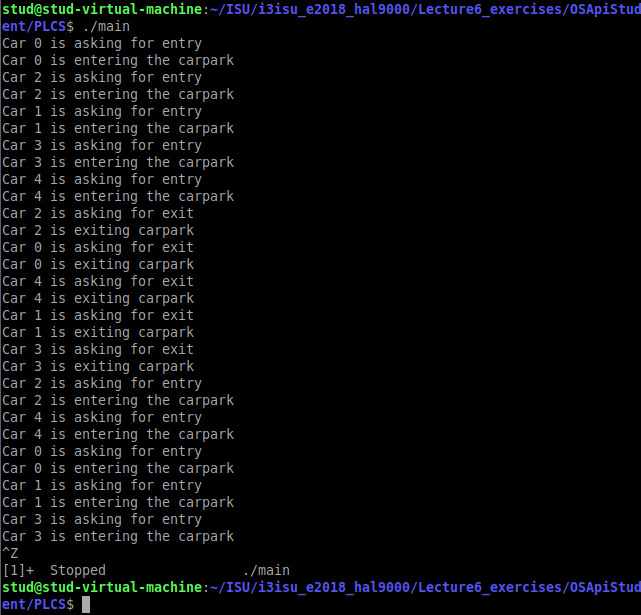 stud@stud-virtual-machine:~/ISU/i3isu_e2018_hal9000/Lecture6_exercises/OSApiStud
ent/PLCS$ ./main
Car 0 is asking for entry
Car 0 is entering the carpark
Car 2 is asking for entry
Car 2 is entering the carpark
Car 1 is asking for entry
Car 1 is entering the carpark
Car 3 is asking for entry
Car 3 is entering the carpark
Car 4 is asking for entry
Car 4 is entering the carpark
Car 2 is asking for exit
Car 2 is exiting carpark
Car 0 is asking for exit
Car 0 is exiting carpark
Car 4 is asking for exit
Car 4 is exiting carpark
Car 1 is asking for exit
Car 1 is exiting carpark
Car 3 is asking for exit
Car 3 is exiting carpark
Car 2 is asking for entry
Car 2 is entering the carpark
Car 4 is asking for entry
Car 4 is entering the carpark
Car 0 is asking for entry
Car 0 is entering the carpark
Car 1 is asking for entry
Car 1 is entering the carpark
Car 3 is asking for entry
Car 3 is entering the carpark
^Z
[1]+  Stopped                 ./main
stud@stud-virtual-machine:~/ISU/i3isu_e2018_hal9000/Lecture6_exercises/OSApiStud
ent/PLCS$